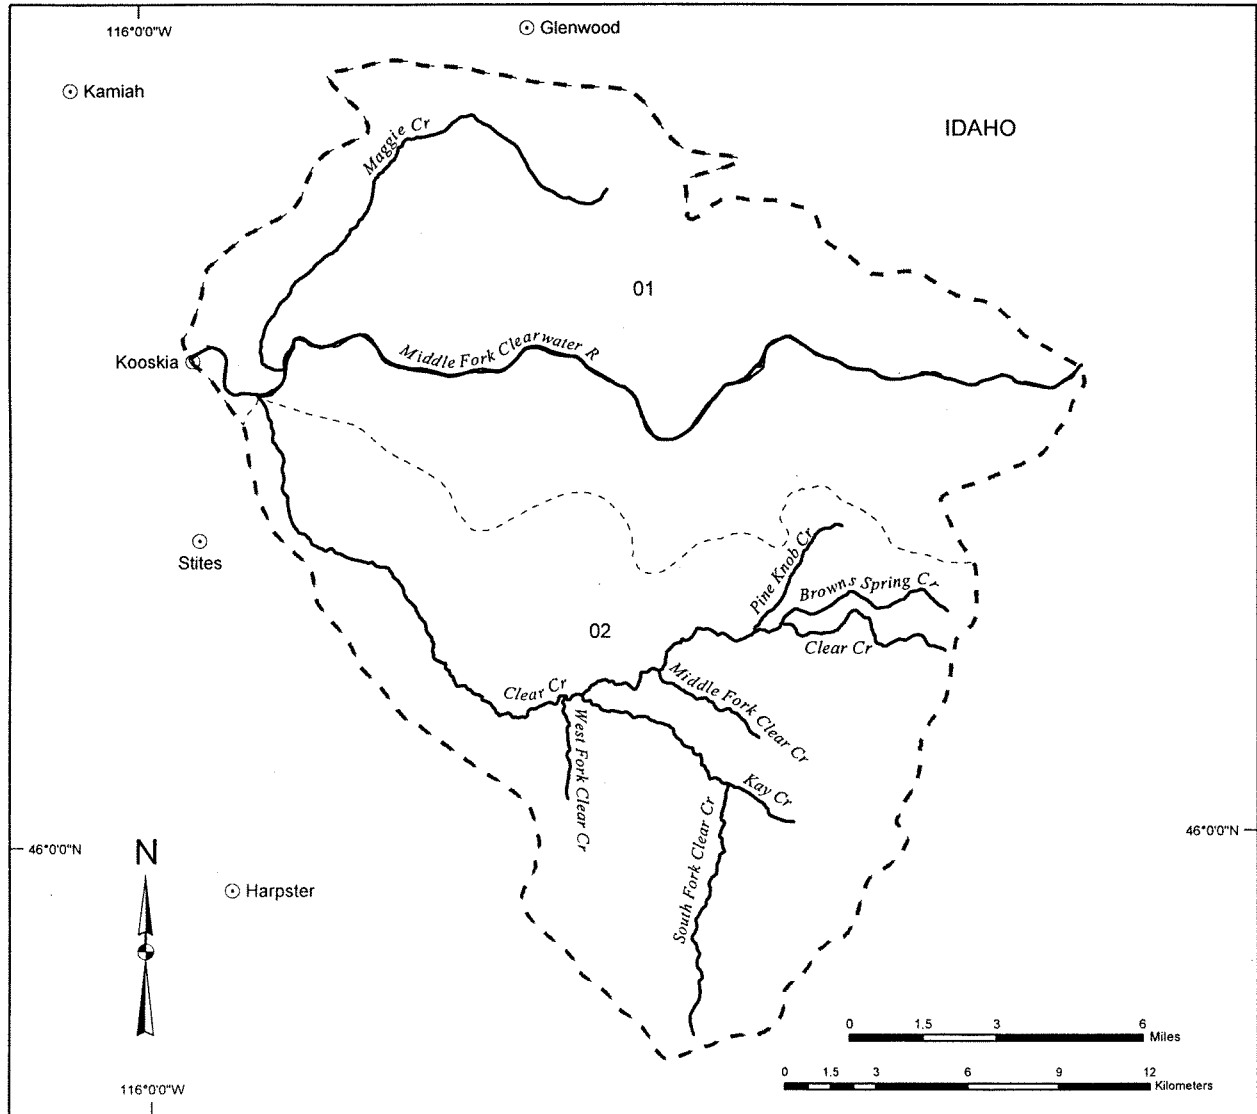 116°0'0"W
Glenwood
Kamiah
IDAHO
Maggie Cr
01
Kooskia
Middle Fork Clearwater R
Stites
Pine Knob Cr
Browns Spring Cr
02
Clear Cr
Clear Cr
Middle Fork Clear Cr
West Fork Clear Cr
Kay Cr
South Fork Clear Cr
46°0'0"N
46°0'0"N
N
Harpster
0 1.5 3 6
Miles
116°0'0"W
0 1.5 3 6 9 12
Kilometers